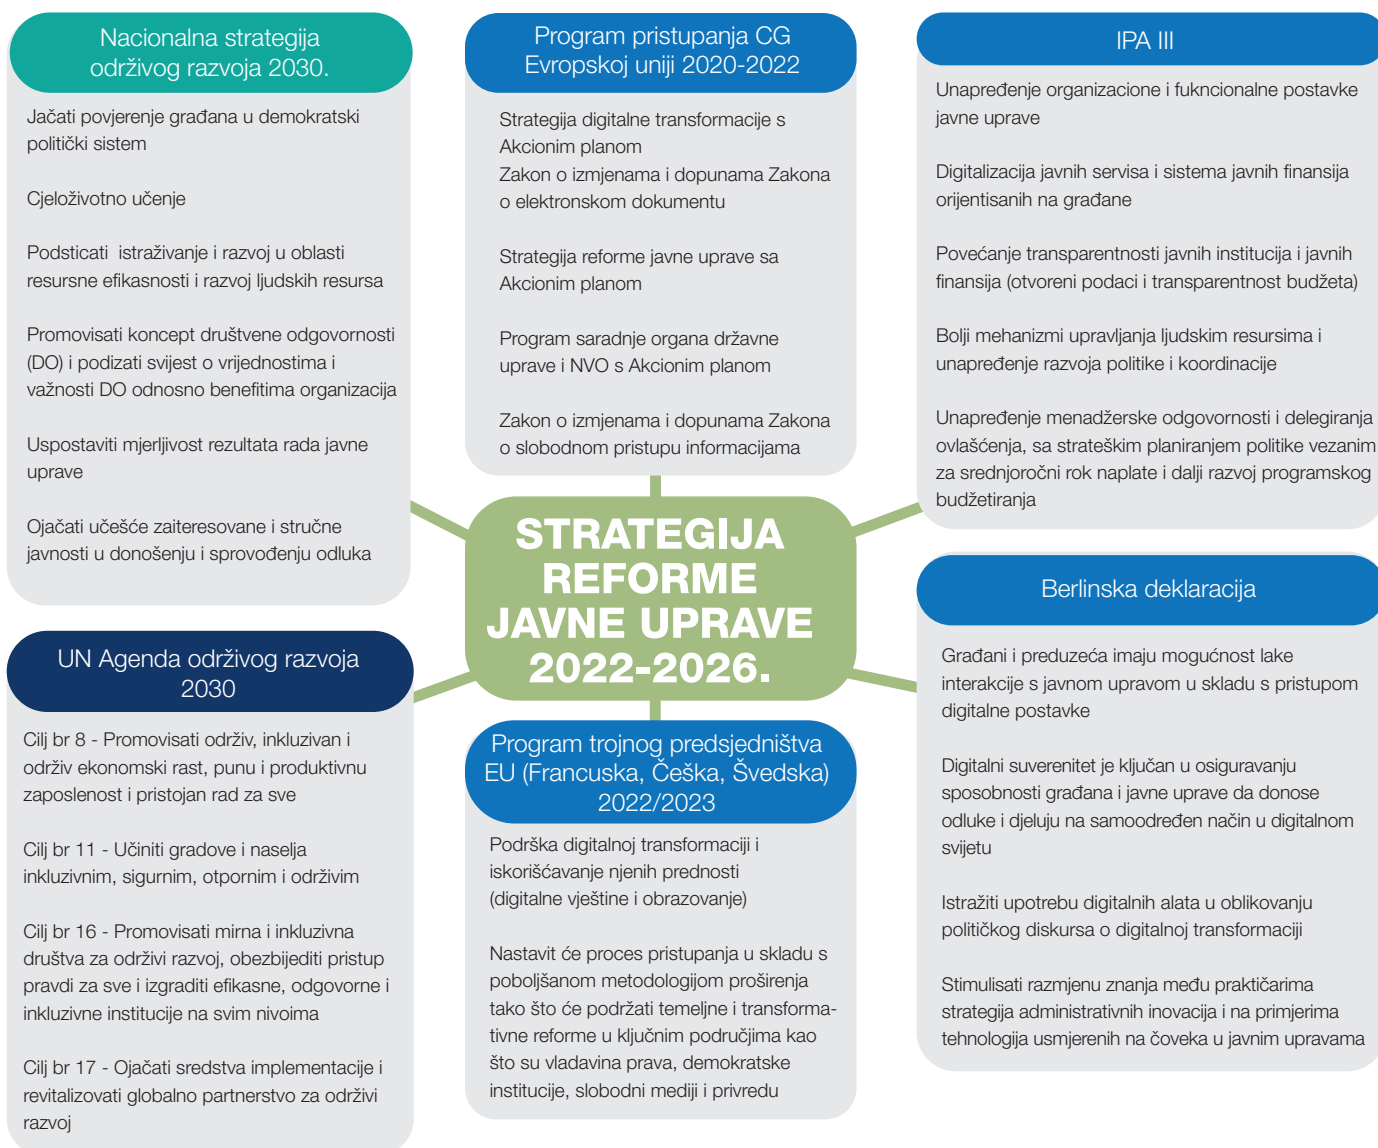 Nacionalna strategija
održivog razvoja 2030.
Jačati povjerenje građana u demokratski
politički sistem
Cjeloživotno učenje
Podsticati istraživanje i razvoj u oblasti
resursne efikasnosti i razvoj ljudskih resursa
Promovisati koncept društvene odgovornosti
(DO) i podizati svijest o vrijednostima i
važnosti DO odnosno benefitima organizacija
Uspostaviti mjerljivost rezultata rada javne
uprave
Ojačati učešće zaiteresovane i stručne
javnosti u donošenju i sprovođenju odluka
Program pristupanja CG
Evropskoj uniji 2020-2022
Strategija digitalne transformacije s
Akcionim planom
Zakon o izmjenama i dopunama Zakona
o elektronskom dokumentu
Strategija reforme javne uprave sa
Akcionim planom
Program saradnje organa državne
uprave i NVO s Akcionim planom
Zakon o izmjenama i dopunama Zakona
o slobodnom pristupu informacijama
IPA III
Unapređenje organizacione i fukncionalne postavke
javne uprave
Digitalizacija javnih servisa i sistema javnih finansija
orijentisanih na građane
Povećanje transparentnosti javnih institucija i javnih
finansija (otvoreni podaci i transparentnost budžeta)
Bolji mehanizmi upravljanja ljudskim resursima i
unapređenje razvoja politike i koordinacije
Unapređenje menadžerske odgovornosti i delegiranja
ovlašćenja, sa strateškim planiranjem politike vezanim
za srednjoročni rok naplate i dalji razvoj programskog
budžetiranja
STRATEGIJA
REFORME
JAVNE UPRAVE
2022-2026.
UN Agenda održivog razvoja
2030
Cilj br 8 - Promovisati održiv, inkluzivan i
održiv ekonomski rast, punu i produktivnu
zaposlenost i pristojan rad za sve
Cilj br 11 - Učiniti gradove i naselja
inkluzivnim, sigurnim, otpornim i održivim
Cilj br 16 - Promovisati mirna i inkluzivna
društva za održivi razvoj, obezbijediti pristup
pravdi za sve i izgraditi efikasne, odgovorne i
inkluzivne institucije na svim nivoima
Cilj br 17 - Ojačati sredstva implementacije i
revitalizovati globalno partnerstvo za održivi
razvoj
Program trojnog predsjedništva
EU (Francuska, Češka, Švedska)
2022/2023
Podrška digitalnoj transformaciji i
iskorišćavanje njenih prednosti
(digitalne vještine i obrazovanje)
Nastavit će proces pristupanja u skladu s
poboljšanom metodologijom proširenja
tako što će podržati temeljne i transforma-
tivne reforme u ključnim područjima kao
što su vladavina prava, demokratske
institucije, slobodni mediji i privredu
Berlinska deklaracija
Građani i preduzeća imaju mogućnost lake
interakcije s javnom upravom u skladu s pristupom
digitalne postavke
Digitalni suverenitet je ključan u osiguravanju
sposobnosti građana i javne uprave da donose
odluke i djeluju na samoodređen način u digitalnom
svijetu
Istražiti upotrebu digitalnih alata u oblikovanju
političkog diskursa o digitalnoj transformaciji
Stimulisati razmjenu znanja među praktičarima
strategija administrativnih inovacija i na primjerima
tehnologija usmjerenih na čoveka u javnim upravama